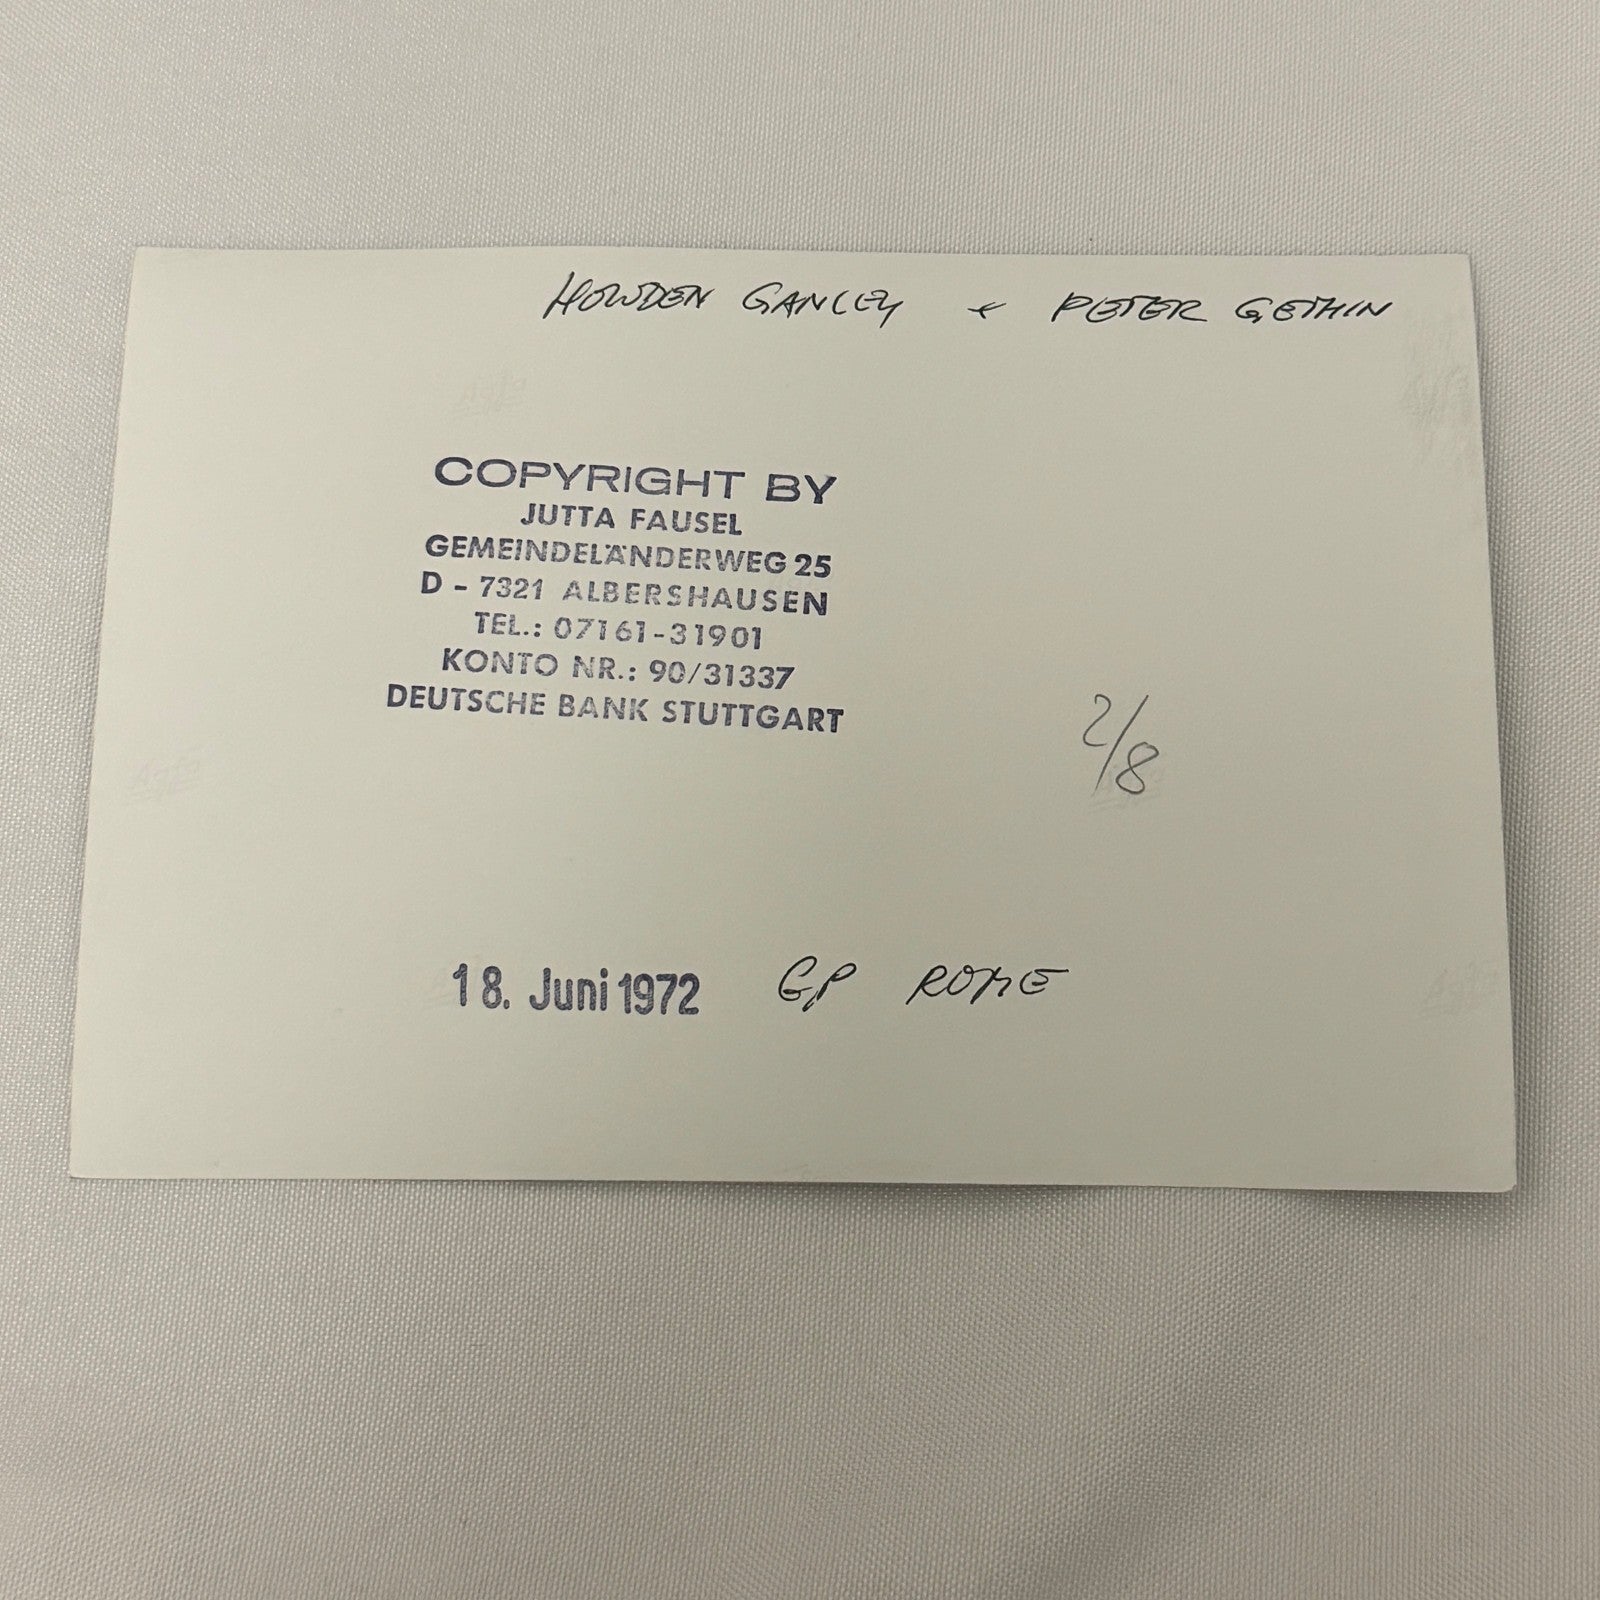 HOWDEN GANLEY + PETER GETHIN
COPYRIGHT BY
JUTTA FAUSEL
GEMEINDELÄNDERWEG 25
D - 7321 ALBERSHAUSEN
TEL.: 07161-31901
KONTO NR.: 90/31337
DEUTSCHE BANK STUTTGART
2/8
18. Juni 1972 GP ROME